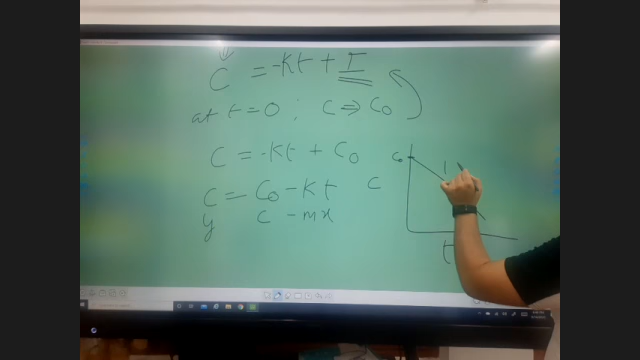 C = -Kt + I
at t = 0 ; C ⇒ C0
C = -Kt + C0
C = C0 - Kt
y C - mx
C0
C
t